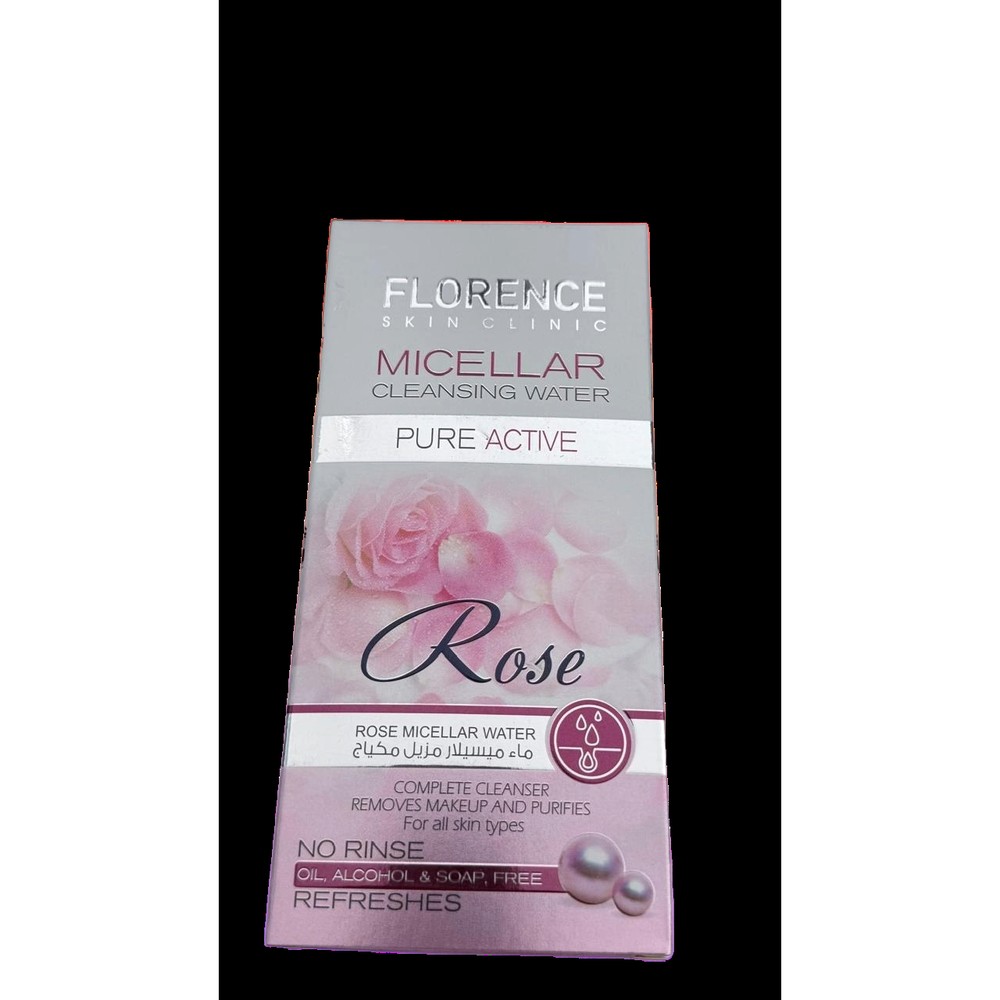 FLORENCE
SKIN CLINIC
MICELLAR
CLEANSING WATER
PURE ACTIVE
Rose
ROSE MICELLAR WATER
ماء ميسيلار مزيل مكياج
COMPLETE CLEANSER
REMOVES MAKEUP AND PURIFIES
For all skin types
NO RINSE
OIL, ALCOHOL & SOAP, FREE
REFRESHES